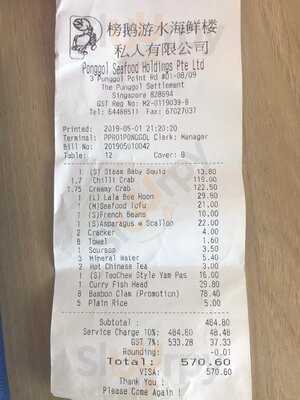 榜鹅游水海鲜楼
私人有限公司
Ponggol Seafood Holdings Pte Ltd
3 Punggol Point Rd #01-08/09
The Punggol Settlement
Singapore 828694
GST Reg No: M2-0119039-8
Tel: 64488511 Fax: 67027037
Printed: 2019-05-01 21:20:20
Terminal: PPR01PONGGOL Clerk: Manager
Bill No: 201905010042
Table: 12 Cover: 8
1 (S) Steam Baby Squid 13.80
1.7 Chilli Crab 119.00
1.75 Creamy Crab 122.50
1 (L) Lala Bee Hoon 29.90
1 (M)Seafood Tofu 21.00
1 (S)French Beans 10.00
1 (S)Asparagus w Scallop 22.00
2 Cracker 4.00
8 Towel 1.60
1 Soursop 3.50
3 Mineral Water 5.40
2 Hot Chinese Tea 3.00
1 (S) TeoChew Style Yam Pas 16.00
1 Curry Fish Head 29.80
8 Bamboo Clam (Promotion) 78.40
5 Plain Rice 5.00
Subtotal : 484.80
Service Charge 10%: 484.80 48.48
GST 7%: 533.28 37.33
Rounding: -0.01
Total: 570.60
VISA: 570.60
Thank You !
Please Come Again !